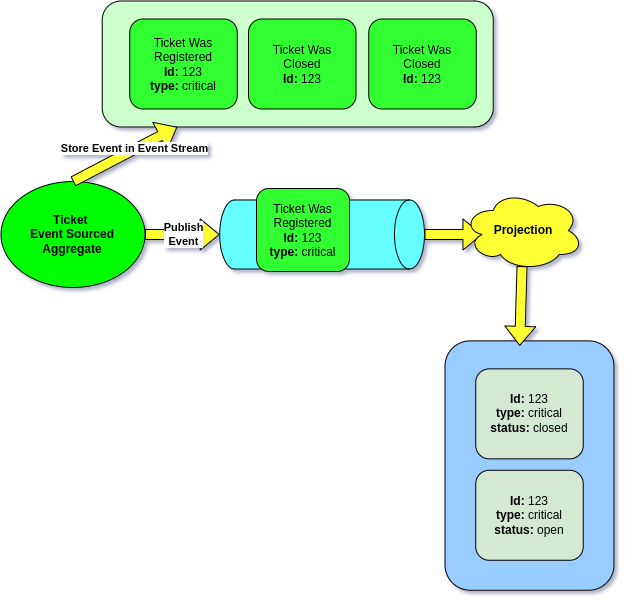 Ticket Was
Registered
Id: 123
type: critical
Ticket Was
Closed
Id: 123
Ticket Was
Closed
Id: 123
Store Event in Event Stream
Ticket
Event Sourced
Aggregate
Publish
Event
Ticket Was
Registered
Id: 123
type: critical
Projection
Id: 123
type: critical
status: closed
Id: 123
type: critical
status: open